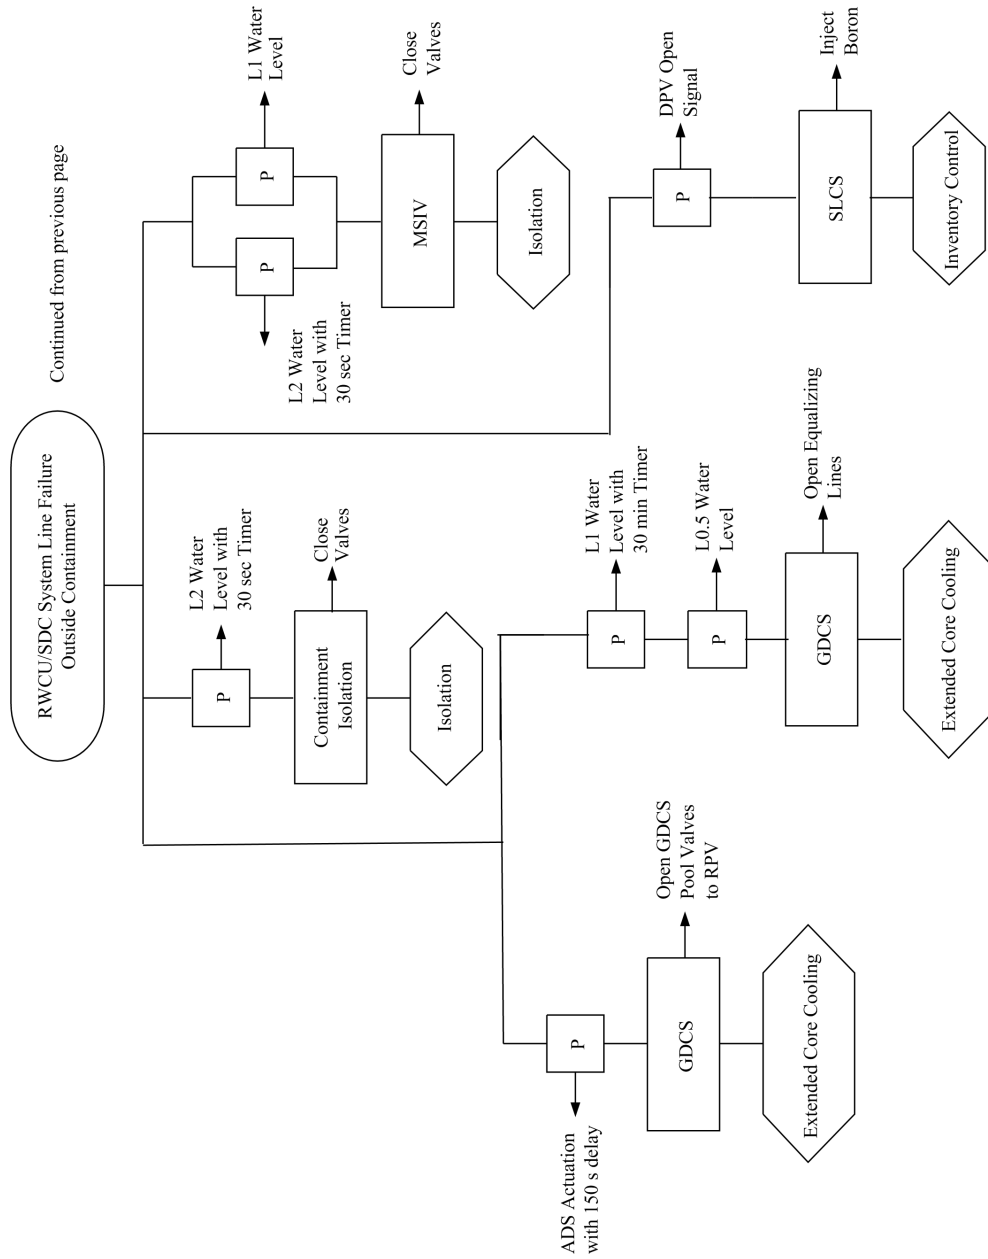 Continued from previous page
RWCU/SDC System Line Failure
Outside Containment
L2 Water
Level with
30 sec Timer
P
Containment
Isolation
Close
Valves
Isolation
L2 Water
Level with
30 sec Timer
P
P
L1 Water
Level
MSIV
Close
Valves
Isolation
ADS Actuation
with 150 s delay
P
GDCS
Open GDCS
Pool Valves
to RPV
Extended Core Cooling
L1 Water
Level with
30 min Timer
P
L0.5 Water
Level
P
GDCS
Open Equalizing
Lines
Extended Core Cooling
DPV Open
Signal
P
SLCS
Inject
Boron
Inventory Control